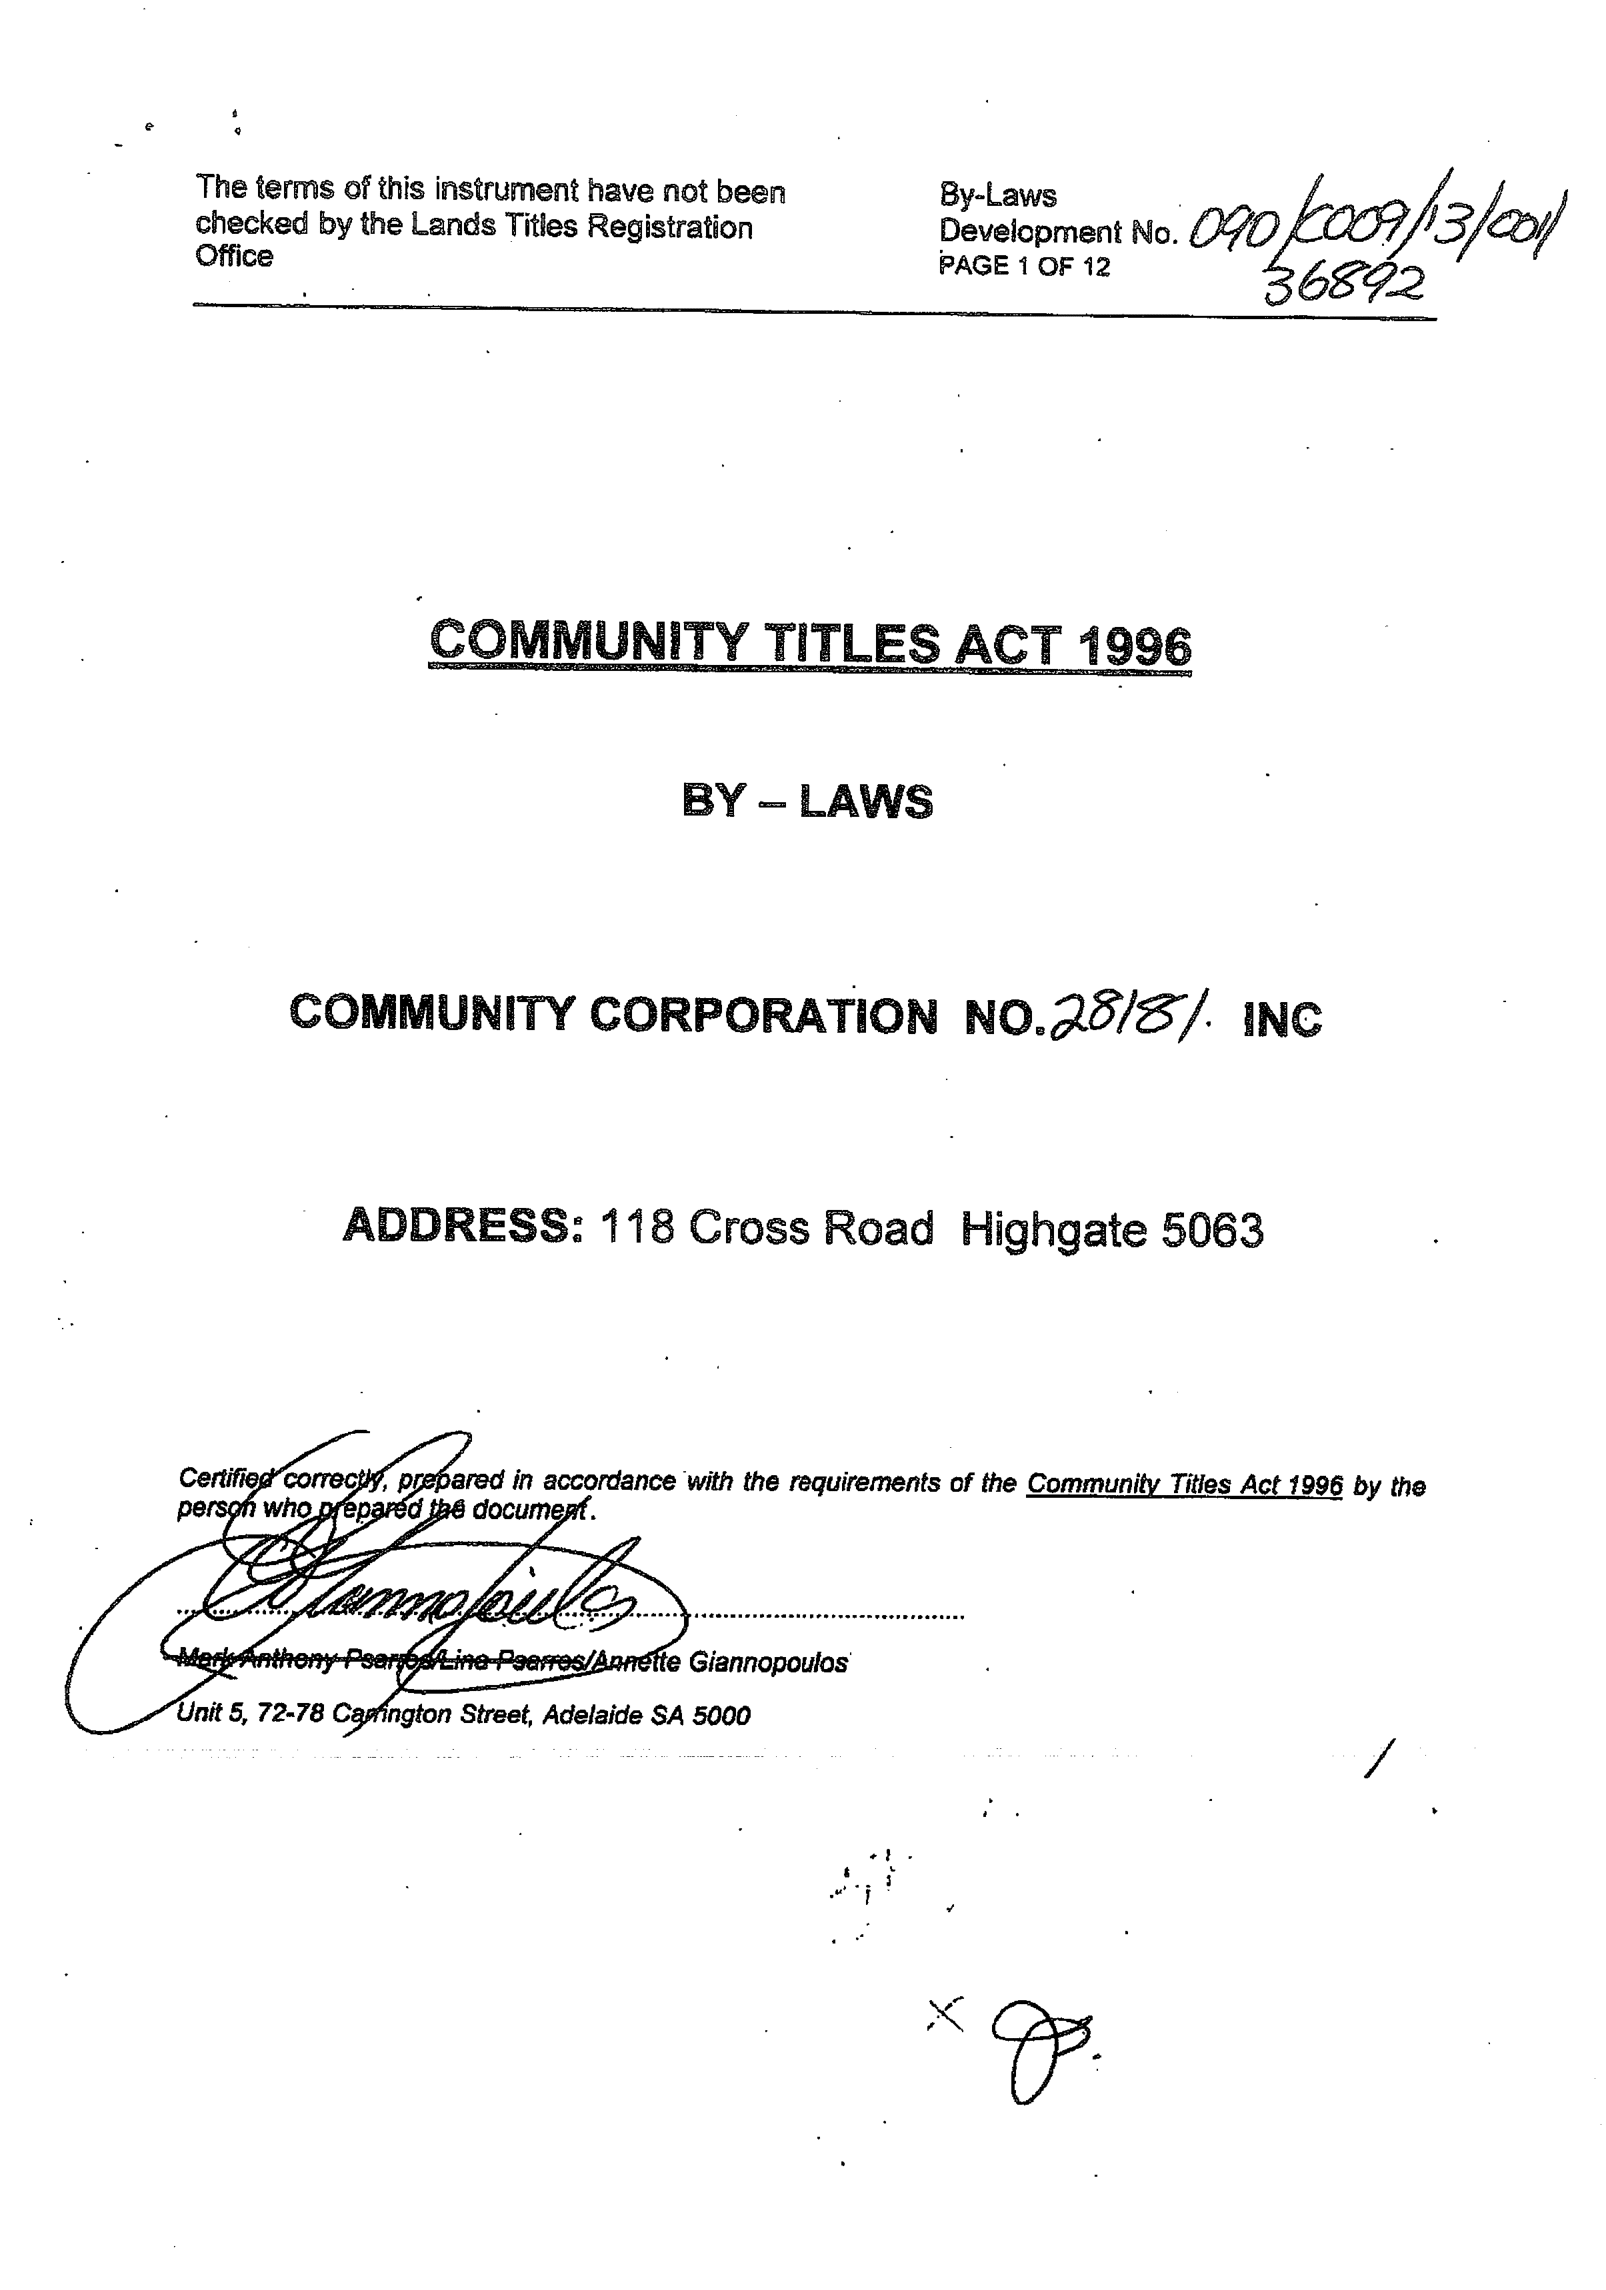 The terms of this instrument have not been
checked by the Lands Titles Registration
Office
By-Laws
Development No. 090/C009/13/001/
36892
PAGE 1 OF 12
COMMUNITY TITLES ACT 1996
BY – LAWS
COMMUNITY CORPORATION NO. 28181. INC
ADDRESS: 118 Cross Road Highgate 5063
Certified correctly, prepared in accordance with the requirements of the Community Titles Act 1996 by the
person who prepared the document.
Mark Anthony Psarros/Lina Psarros/Annette Giannopoulos
Unit 5, 72-78 Carrington Street, Adelaide SA 5000